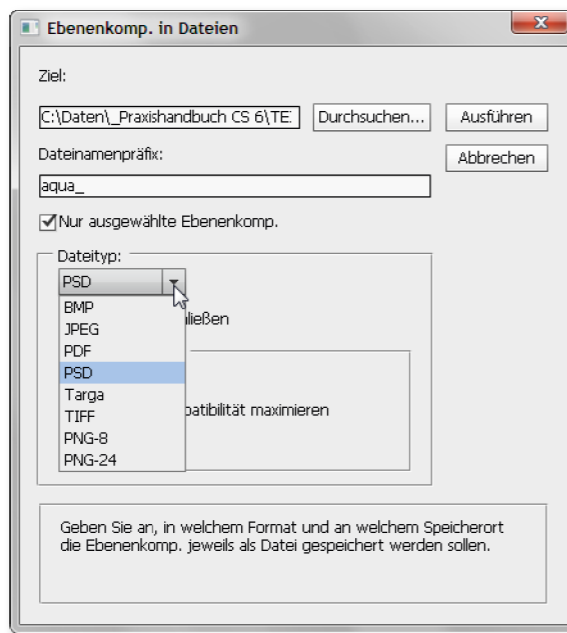 Ebenenkomp. in Dateien
Ziel:
C:\Daten\_Praxishandbuch CS 6\TE
Durchsuchen...
Ausführen
Dateinamenpräfix:
Abbrechen
aqua_
Nur ausgewählte Ebenenkomp.
Dateityp:
PSD
BMP
ließen
JPEG
PDF
PSD
Targa
patibilität maximieren
TIFF
PNG-8
PNG-24
Geben Sie an, in welchem Format und an welchem Speicherort
die Ebenenkomp. jeweils als Datei gespeichert werden sollen.